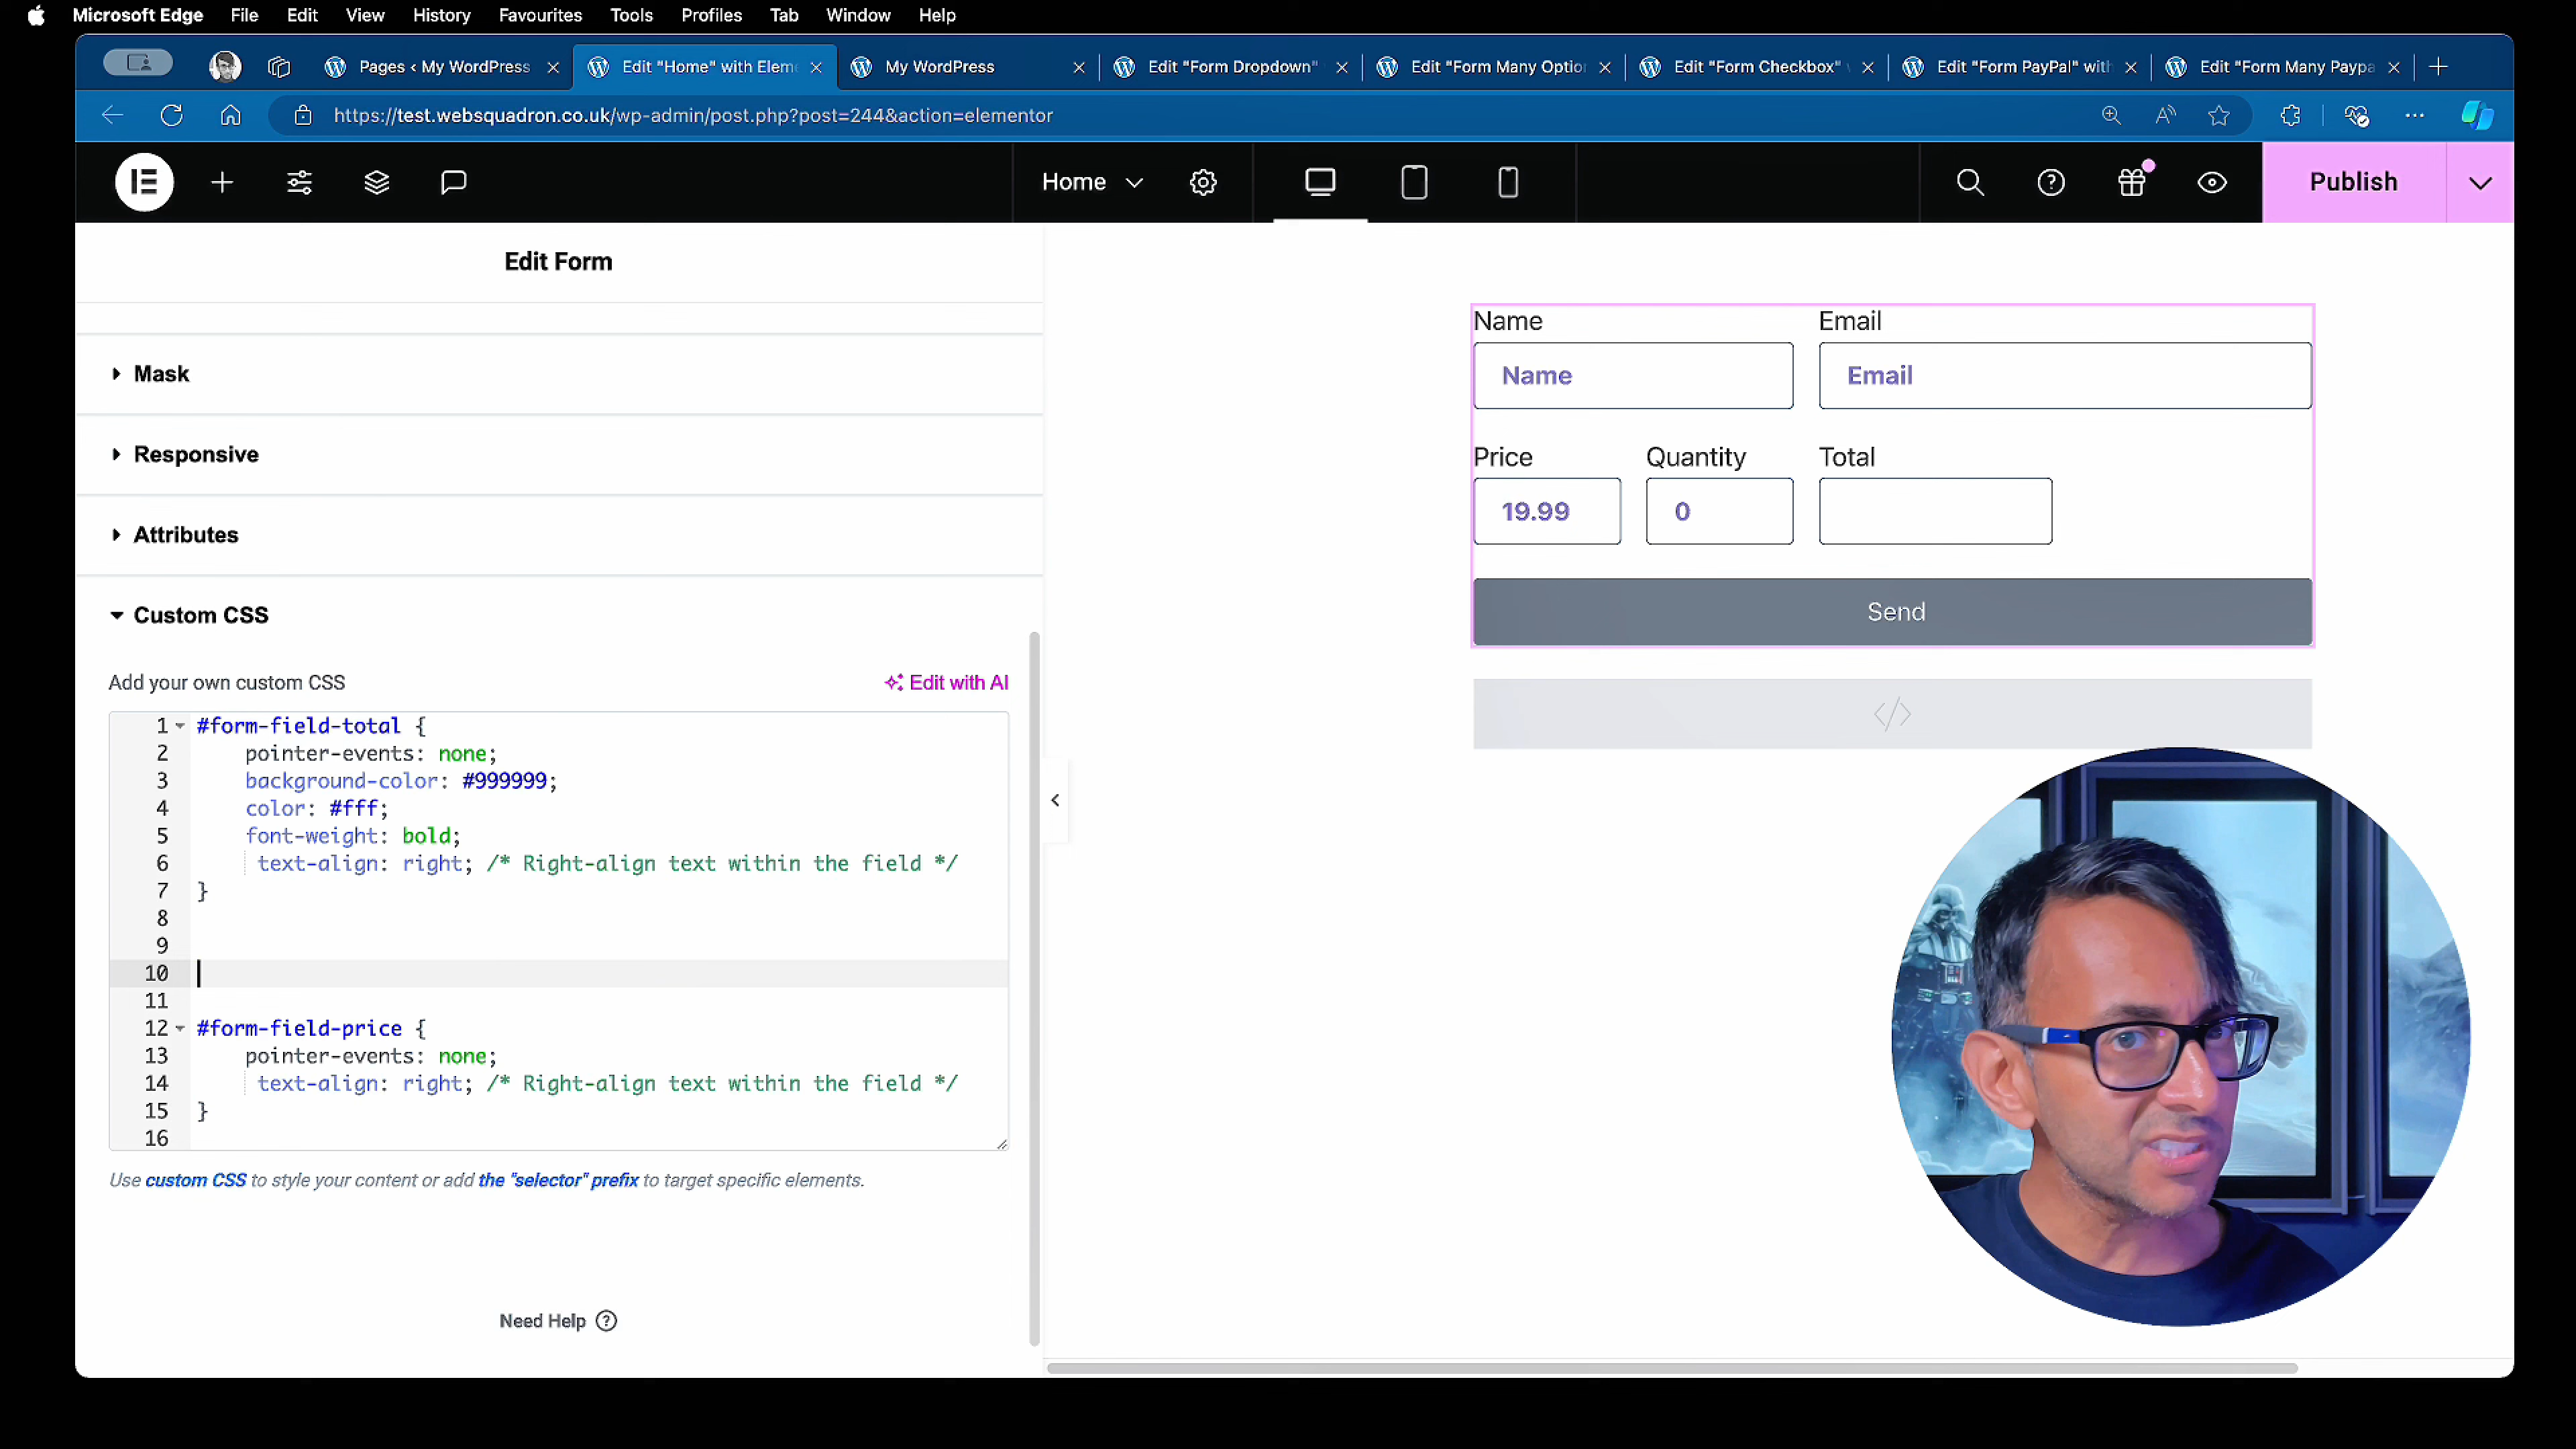 Microsoft Edge File Edit View History Favourites Tools Profiles Tab Window Help
Pages < My WordPress
Edit "Home" with Eleme
My WordPress
Edit "Form Dropdown"
Edit "Form Many Optio
Edit "Form Checkbox"
Edit "Form PayPal" with
Edit "Form Many Paypa
https://test.websquadron.co.uk/wp-admin/post.php?post=244&action=elementor
Home
Publish
Edit Form
Mask
Responsive
Attributes
Custom CSS
Add your own custom CSS
Edit with AI
1 #form-field-total {
2 pointer-events: none;
3 background-color: #999999;
4 color: #fff;
5 font-weight: bold;
6 text-align: right; /* Right-align text within the field */
7 }
8
9
10
11
12 #form-field-price {
13 pointer-events: none;
14 text-align: right; /* Right-align text within the field */
15 }
16
Use custom CSS to style your content or add the "selector" prefix to target specific elements.
Need Help ?
Name Email
Name Email
Price Quantity Total
19.99 0
Send
</>